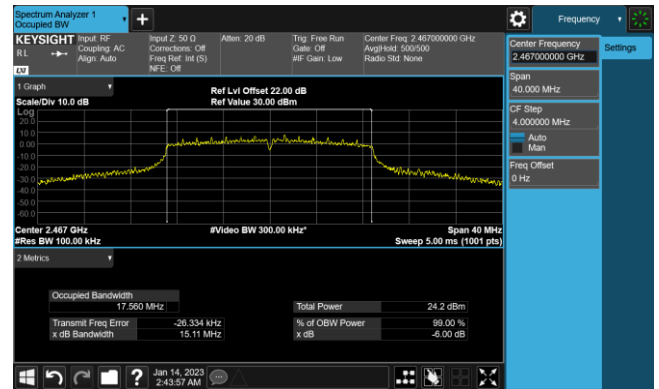 Spectrum Analyzer 1
Occupied BW
Frequency
KEYSIGHT
RL
LXI
Input: RF
Coupling: AC
Align: Auto
Input Z: 50 Ω
Corrections: Off
Freq Ref: Int (S)
NFE: Off
Atten: 20 dB
Trig: Free Run
Gate: Off
#IF Gain: Low
Center Freq: 2.467000000 GHz
Avg|Hold: 500/500
Radio Std: None
Center Frequency
2.467000000 GHz
Settings
Span
40.000 MHz
CF Step
4.000000 MHz
Auto
Man
Freq Offset
0 Hz
1 Graph
Scale/Div 10.0 dB
Ref Lvl Offset 22.00 dB
Ref Value 30.00 dBm
Log
20.0
10.0
0.00
-10.0
-20.0
-30.0
-40.0
-50.0
-60.0
Center 2.467 GHz
#Video BW 300.00 kHz*
Span 40 MHz
#Res BW 100.00 kHz
Sweep 5.00 ms (1001 pts)
2 Metrics
Occupied Bandwidth
17.560 MHz
Total Power 24.2 dBm
Transmit Freq Error -26.334 kHz
% of OBW Power 99.00 %
x dB Bandwidth 15.11 MHz
x dB -6.00 dB
Jan 14, 2023
2:43:57 AM